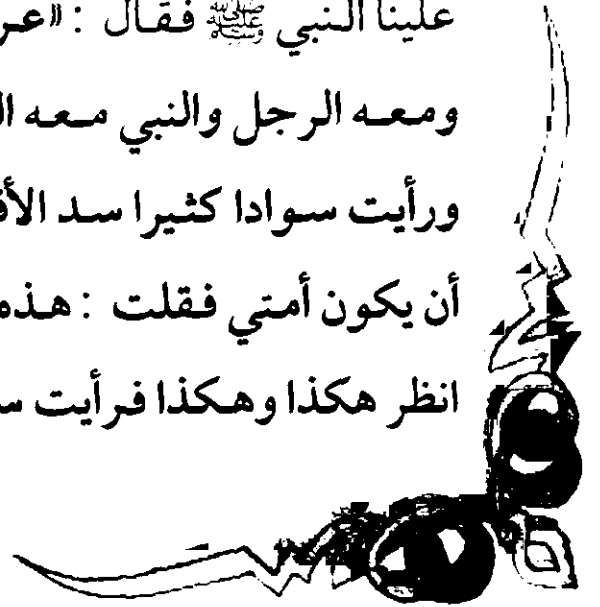 علينا النبي ﷺ فقال : «عر
ومعه الرجل والنبي معه ال
ورأيت سوادا كثيرا سد الأف
أن يكون أمتي فقلت : هذه
انظر هكذا وهكذا فرأيت س